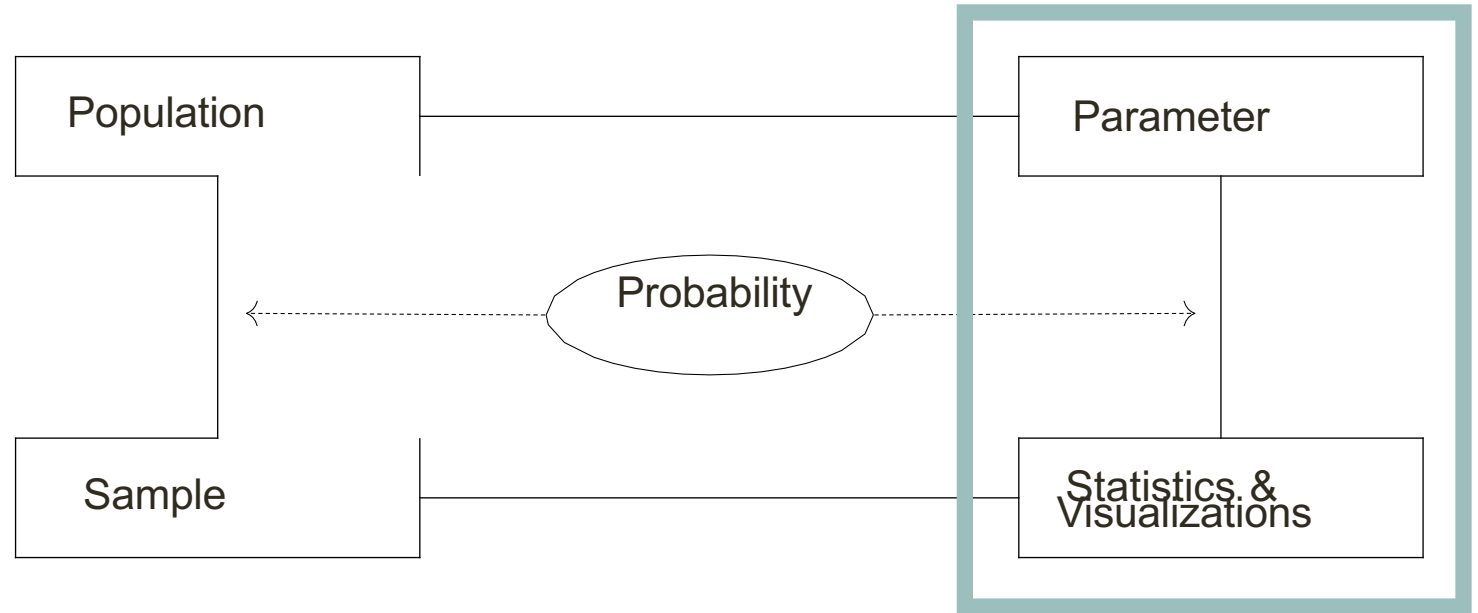 Population
Parameter
Probability
Sample
Statistics &
Visualizations